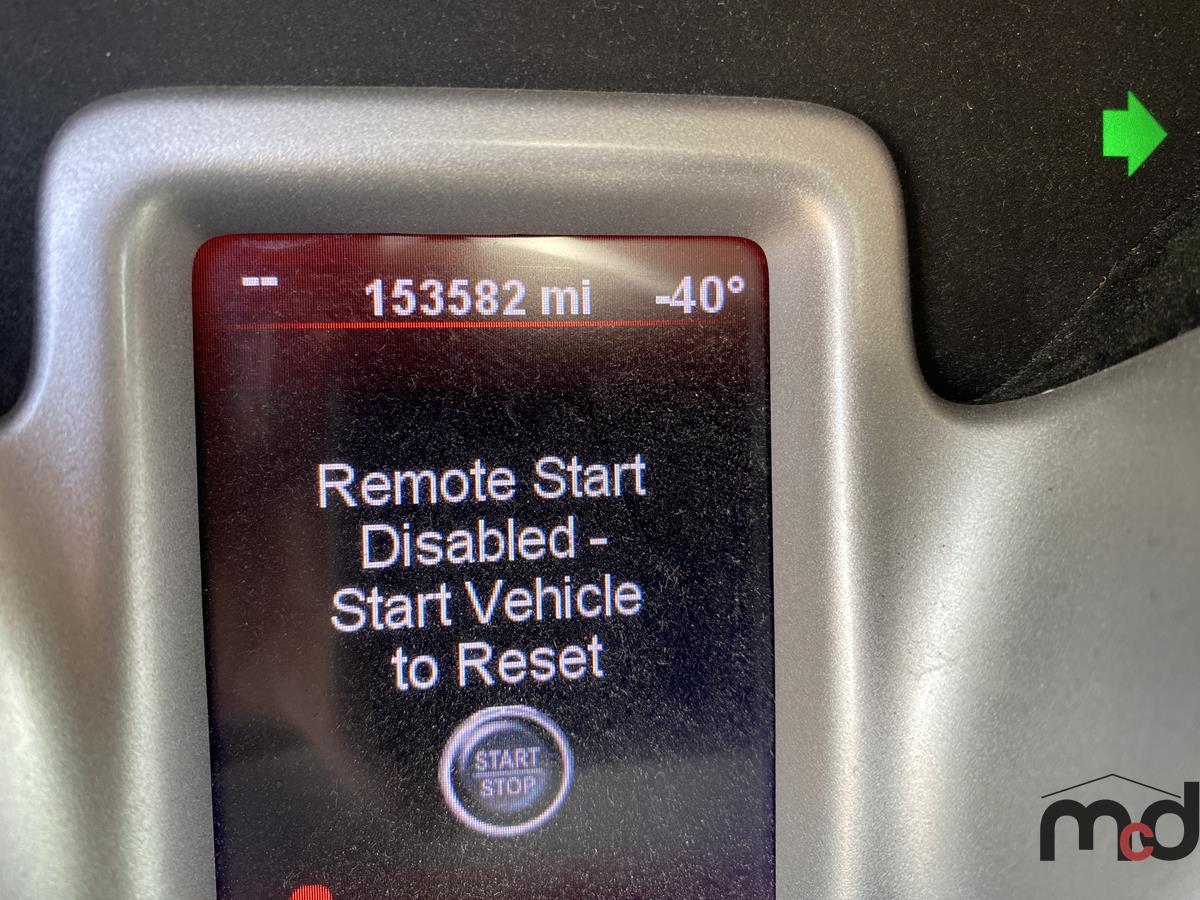 -- 153582 mi -40°
Remote Start
Disabled -
Start Vehicle
to Reset
START
STOP
mcd